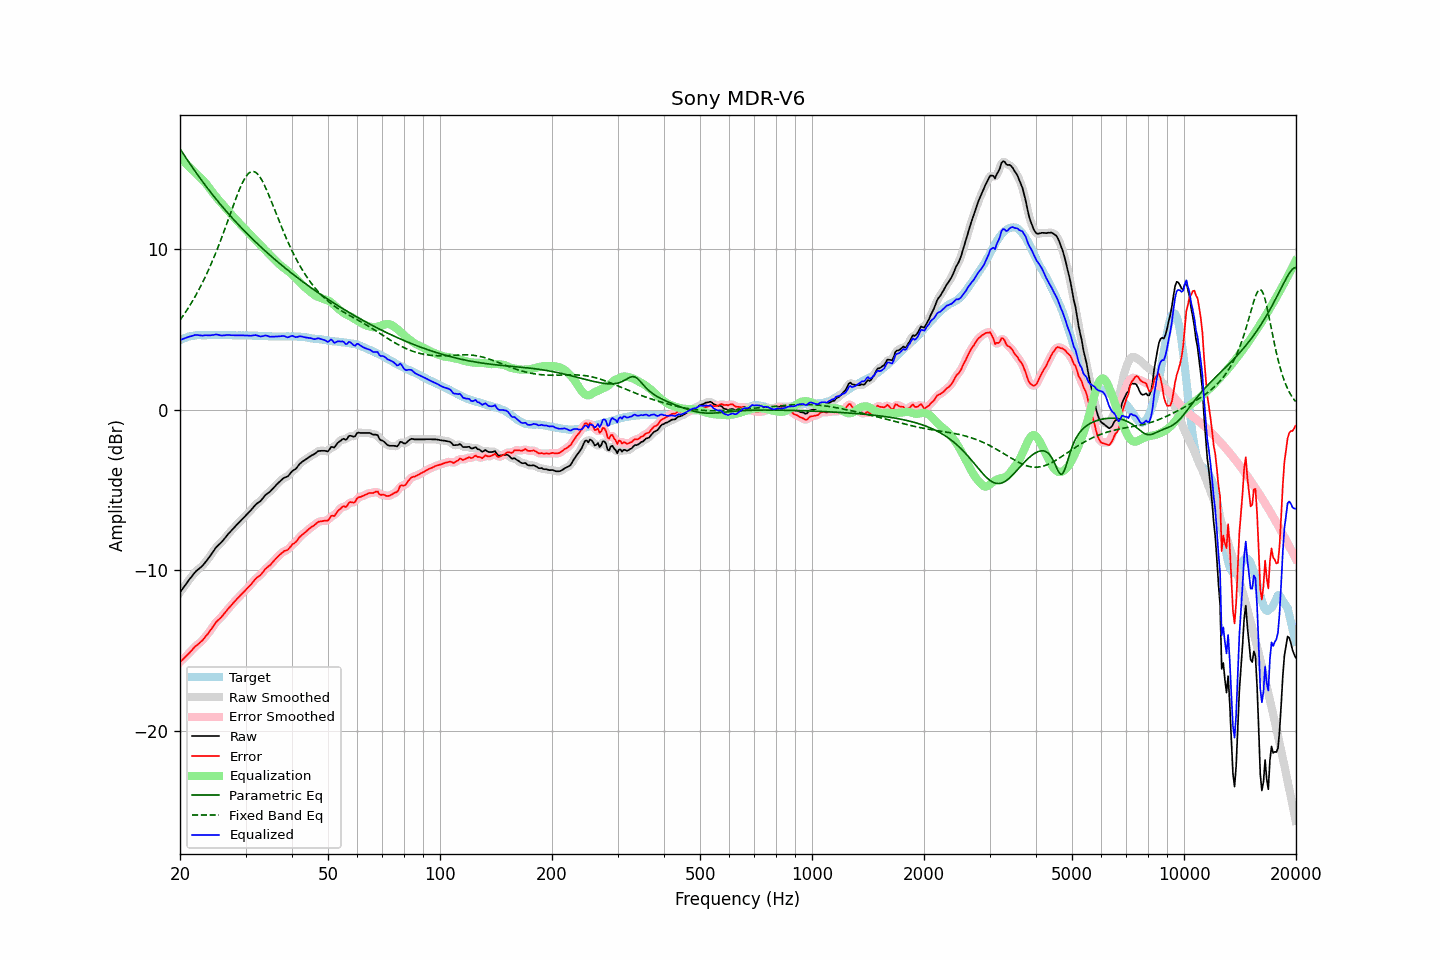 Sony MDR-V6
Amplitude (dBr)
10
0
−10
−20
Target
Raw Smoothed
Error Smoothed
Raw
Error
Equalization
Parametric Eq
Fixed Band Eq
Equalized
20 50 100 200 500 1000 2000 5000 10000 20000
Frequency (Hz)